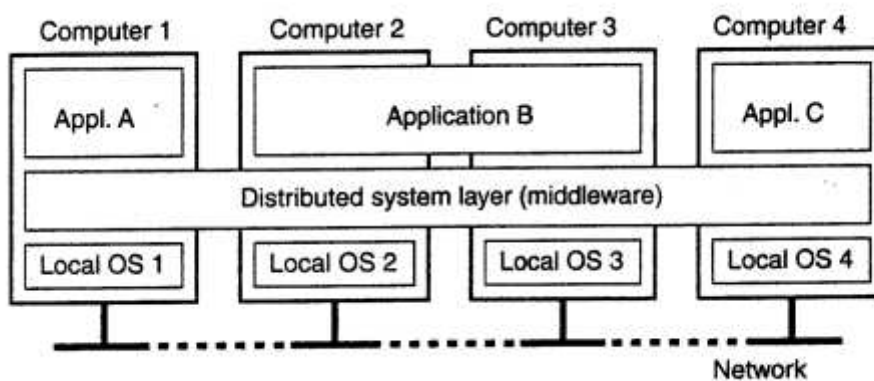 Computer 1
Computer 2
Computer 3
Computer 4
Appl. A
Application B
Appl. C
Distributed system layer (middleware)
Local OS 1
Local OS 2
Local OS 3
Local OS 4
Network